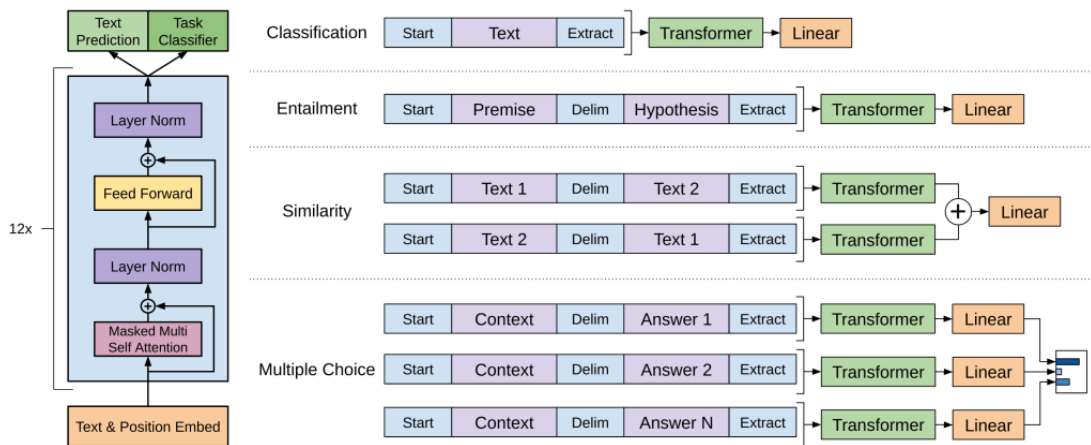 Text
Prediction
Task
Classifier
Layer Norm
Feed Forward
12x
Layer Norm
Masked Multi
Self Attention
Text & Position Embed
Classification
Start Text Extract Transformer Linear
Entailment
Start Premise Delim Hypothesis Extract Transformer Linear
Similarity
Start Text 1 Delim Text 2 Extract Transformer
Linear
Start Text 2 Delim Text 1 Extract Transformer
Multiple Choice
Start Context Delim Answer 1 Extract Transformer Linear
Start Context Delim Answer 2 Extract Transformer Linear
Start Context Delim Answer N Extract Transformer Linear